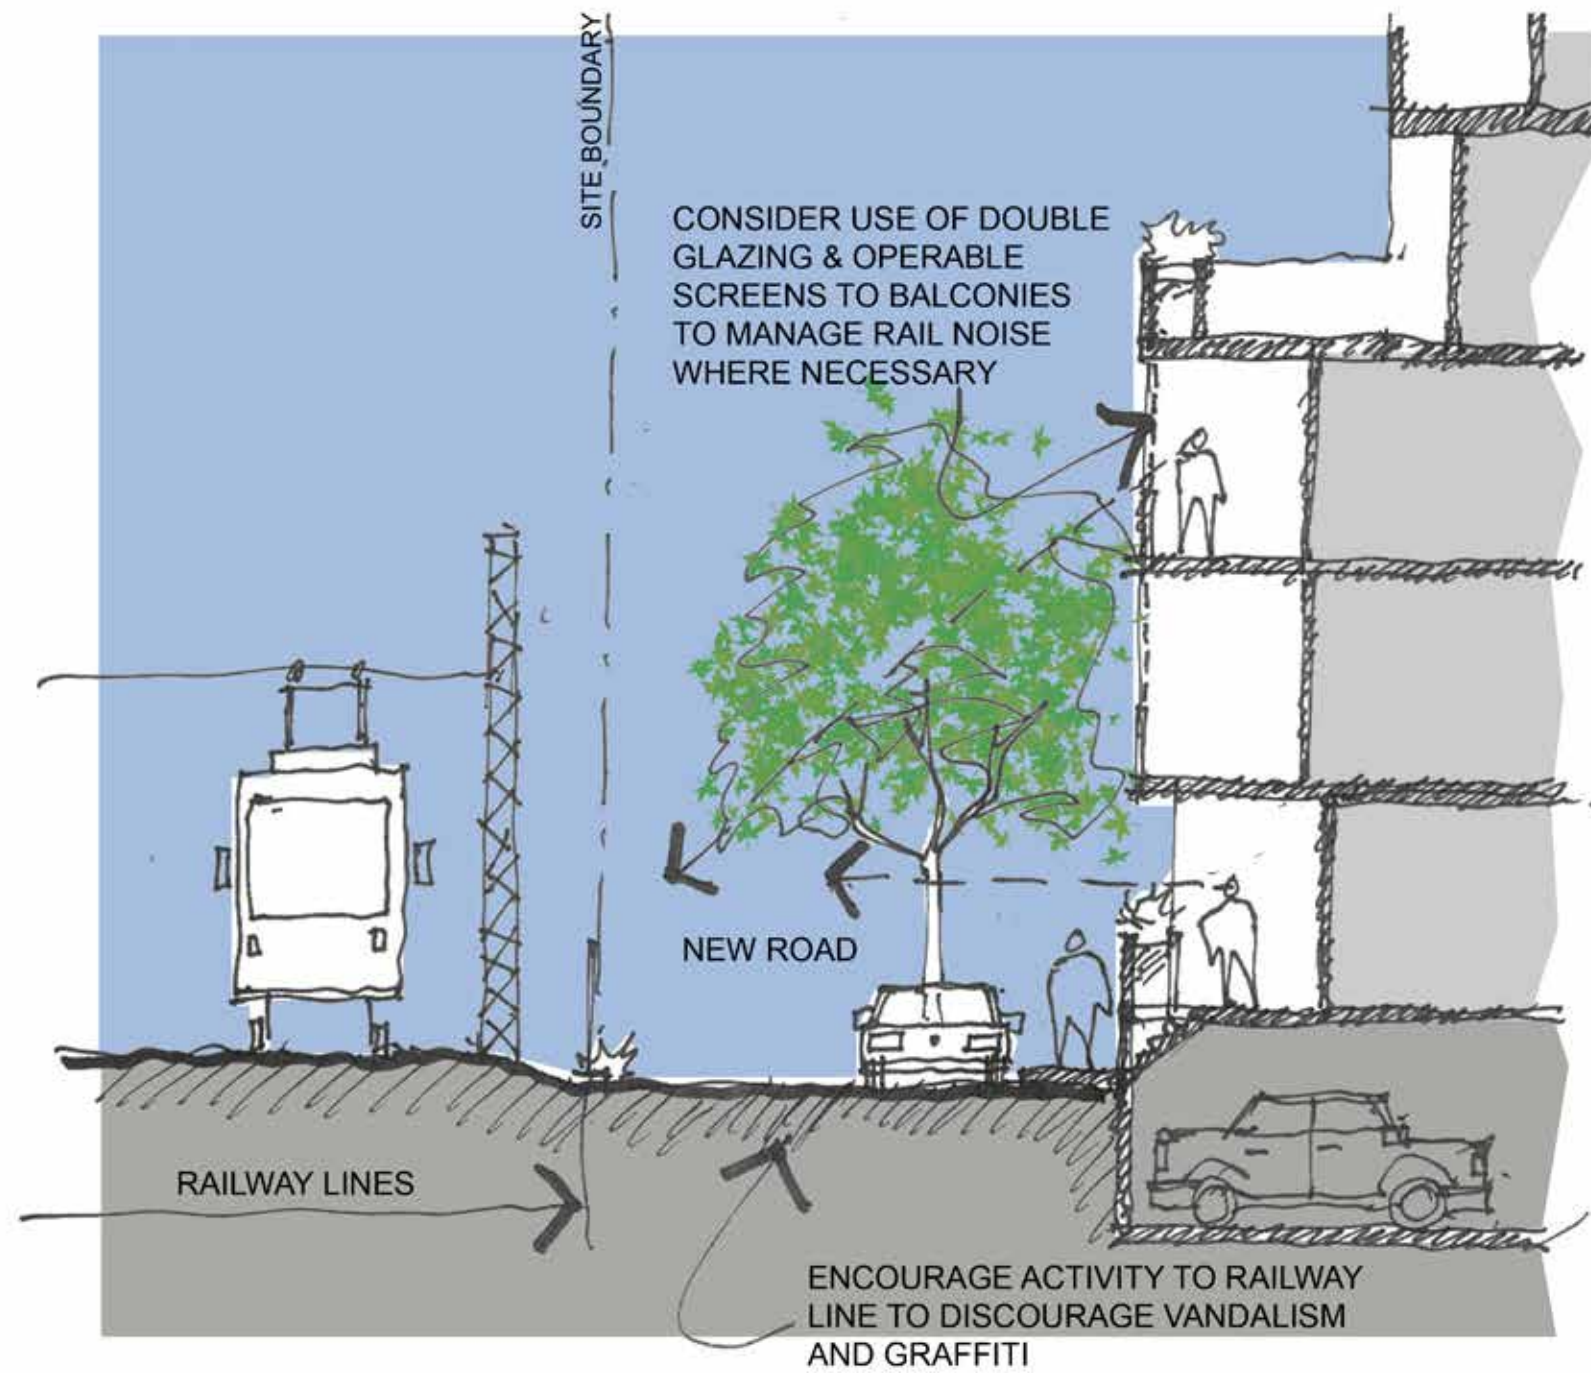 SITE BOUNDARY
CONSIDER USE OF DOUBLE
GLAZING & OPERABLE
SCREENS TO BALCONIES
TO MANAGE RAIL NOISE
WHERE NECESSARY
NEW ROAD
RAILWAY LINES
ENCOURAGE ACTIVITY TO RAILWAY
LINE TO DISCOURAGE VANDALISM
AND GRAFFITI